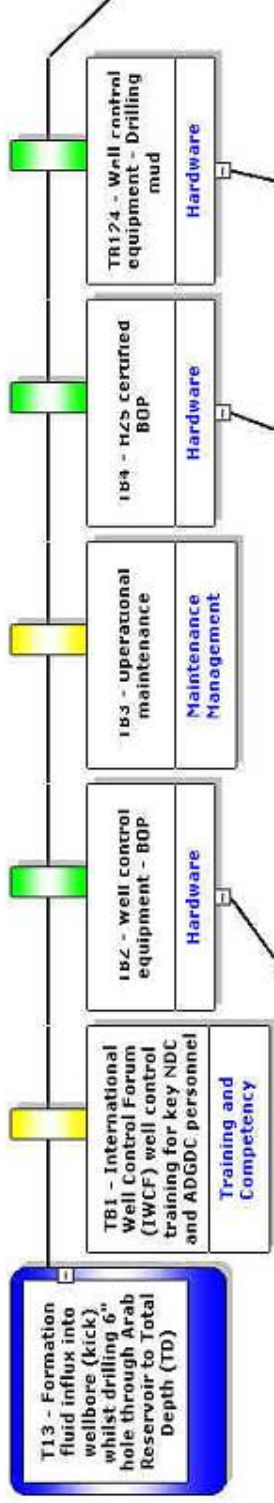 T13 - Formation
fluid influx into
wellbore (kick)
whilst drilling 6"
hole through Arab
Reservoir to Total
Depth (TD)
TB1 - International
Well Control Forum
(IWCF) well control
training for key NDC
and ADGDC personnel
Training and
Competency
TB2 - Well control
equipment - BOP
Hardware
TB3 - Operational
maintenance
Maintenance
Management
TB4 - H2S certified
BOP
Hardware
TR124 - Well control
equipment - Drilling
mud
Hardware